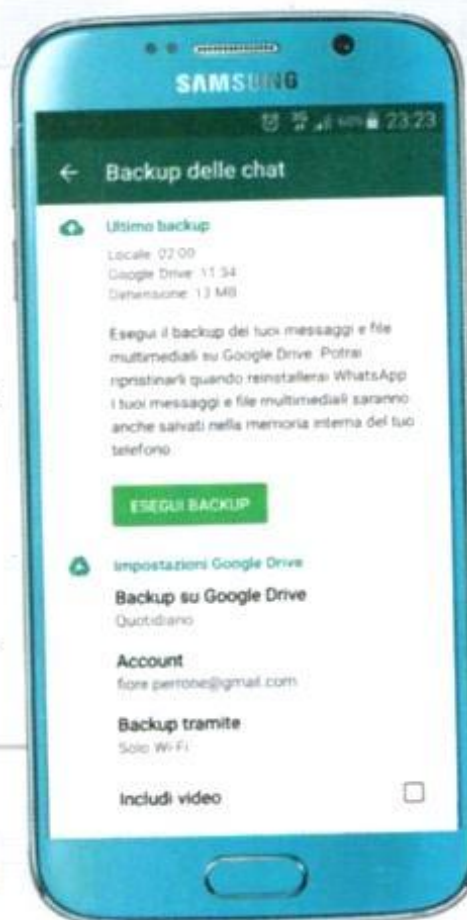 SAMSUNG
60% 23:23
Backup delle chat
Ultimo backup
Locale: 02:00
Google Drive: 11:34
Dimensione: 13 MB
Esegui il backup dei tuoi messaggi e file
multimediali su Google Drive. Potrai
ripristinarli quando reinstallerai WhatsApp.
I tuoi messaggi e file multimediali saranno
anche salvati nella memoria interna del tuo
telefono.
ESEGUI BACKUP
Impostazioni Google Drive
Backup su Google Drive
Quotidiano
Account
fiore.perrone@gmail.com
Backup tramite
Solo Wi-Fi
Includi video